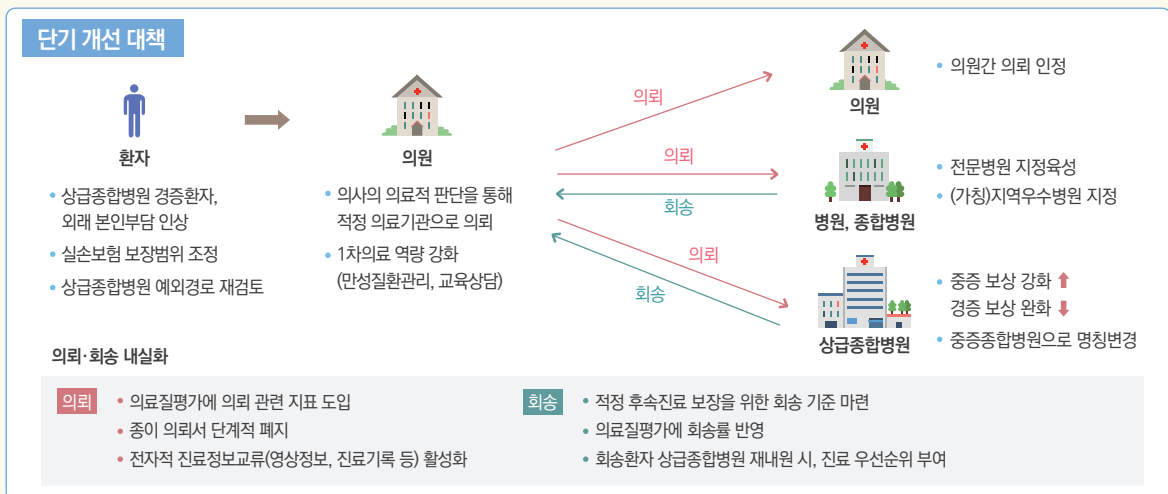 단기 개선 대책
환자
• 상급종합병원 경증환자,
외래 본인부담 인상
• 실손보험 보장범위 조정
• 상급종합병원 예외경로 재검토
의원
• 의사의 의료적 판단을 통해
적정 의료기관으로 의뢰
• 1차의료 역량 강화
(만성질환관리, 교육상담)
의뢰
의뢰
회송
의뢰
회송
의원
• 의원간 의뢰 인정
병원, 종합병원
• 전문병원 지정육성
• (가칭)지역우수병원 지정
상급종합병원
• 중증 보상 강화 ⬆
경증 보상 완화 ⬇
• 중증종합병원으로 명칭변경
의뢰·회송 내실화
의뢰
• 의료질평가에 의뢰 관련 지표 도입
• 종이 의뢰서 단계적 폐지
• 전자적 진료정보교류(영상정보, 진료기록 등) 활성화
회송
• 적정 후속진료 보장을 위한 회송 기준 마련
• 의료질평가에 회송률 반영
• 회송환자 상급종합병원 재내원 시, 진료 우선순위 부여